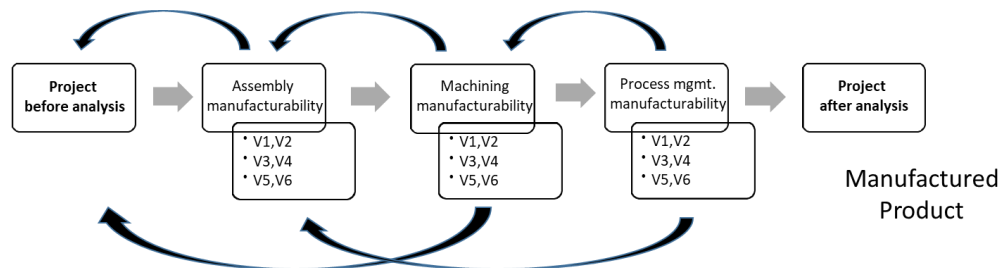 Project
before analysis
Assembly
manufacturability
• V1,V2
• V3,V4
• V5,V6
Machining
manufacturability
• V1,V2
• V3,V4
• V5,V6
Process mgmt.
manufacturability
• V1,V2
• V3,V4
• V5,V6
Project
after analysis
Manufactured
Product